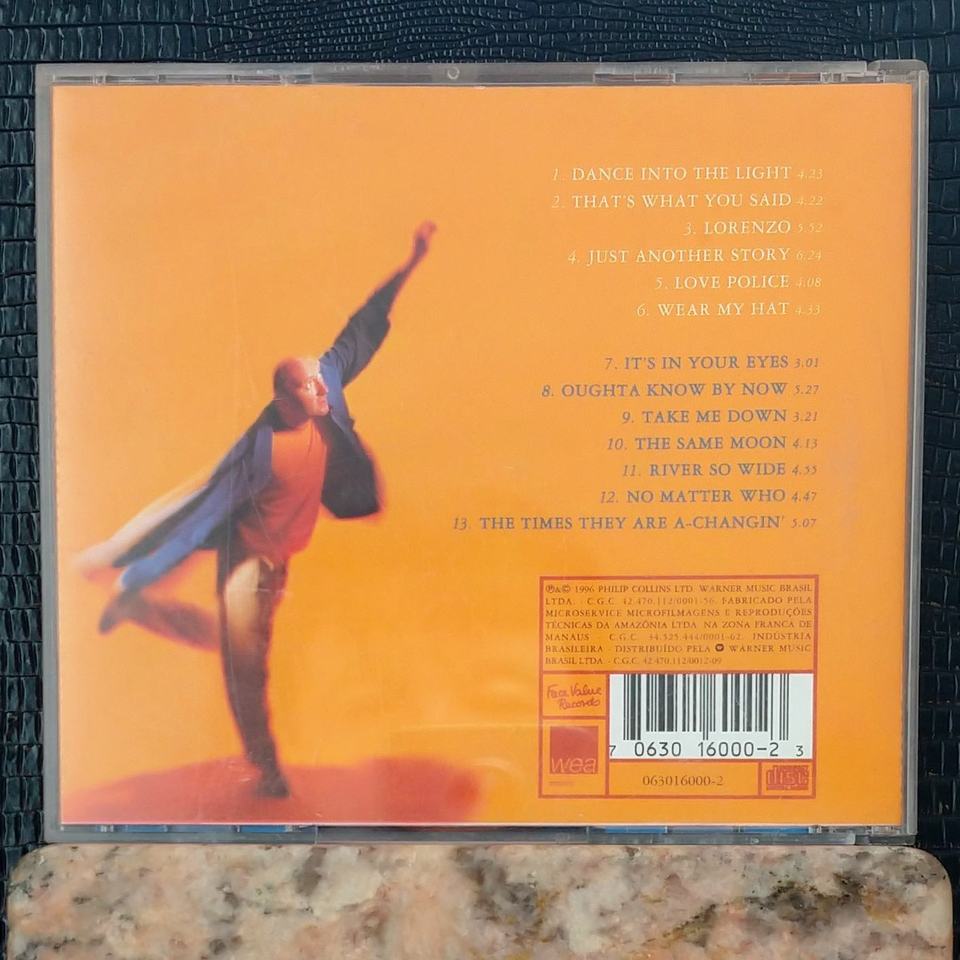 1. DANCE INTO THE LIGHT 4.23
2. THAT'S WHAT YOU SAID 4.22
3. LORENZO 5.52
4. JUST ANOTHER STORY 6.24
5. LOVE POLICE 4.08
6. WEAR MY HAT 4.33
7. IT'S IN YOUR EYES 3.01
8. OUGHTA KNOW BY NOW 5.27
9. TAKE ME DOWN 3.21
10. THE SAME MOON 4.13
11. RIVER SO WIDE 4.55
12. NO MATTER WHO 4.47
13. THE TIMES THEY ARE A-CHANGIN' 5.07
℗&© 1996 PHILIP COLLINS LTD. WARNER MUSIC BRASIL
LTDA. - C.G.C. 42.470.112/0001-56. FABRICADO PELA
MICROSERVICE MICROFILMAGENS E REPRODUÇÕES
TÉCNICAS DA AMAZÔNIA LTDA. NA ZONA FRANCA DE
MANAUS - C.G.C. 34.525.444/0001-62. INDÚSTRIA
BRASILEIRA - DISTRIBUÍDO PELA WARNER MUSIC
BRASIL LTDA. - C.G.C. 42.470.112/0012-09
Face Value
Records
wea
7 0630 16000-2 3
063016000-2
disc